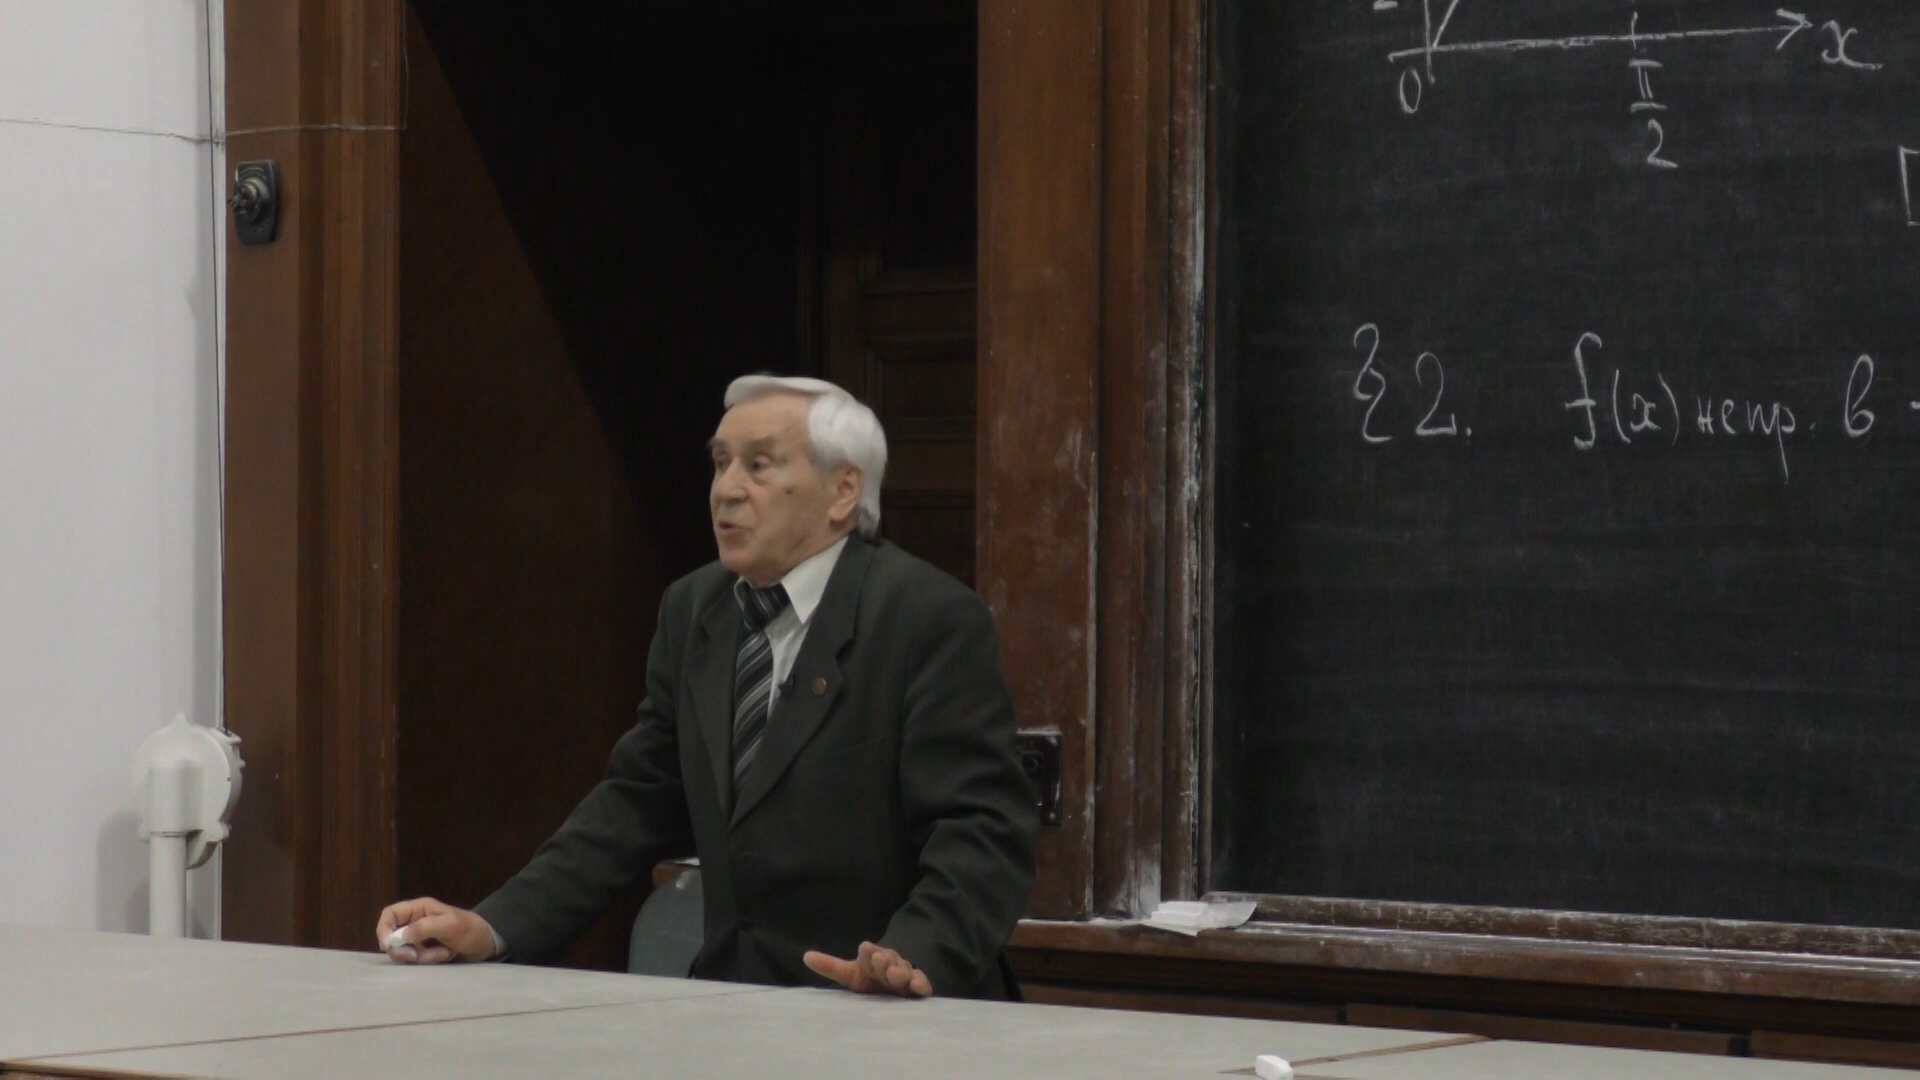 0 π/2 x
§2. f(x) непр. в